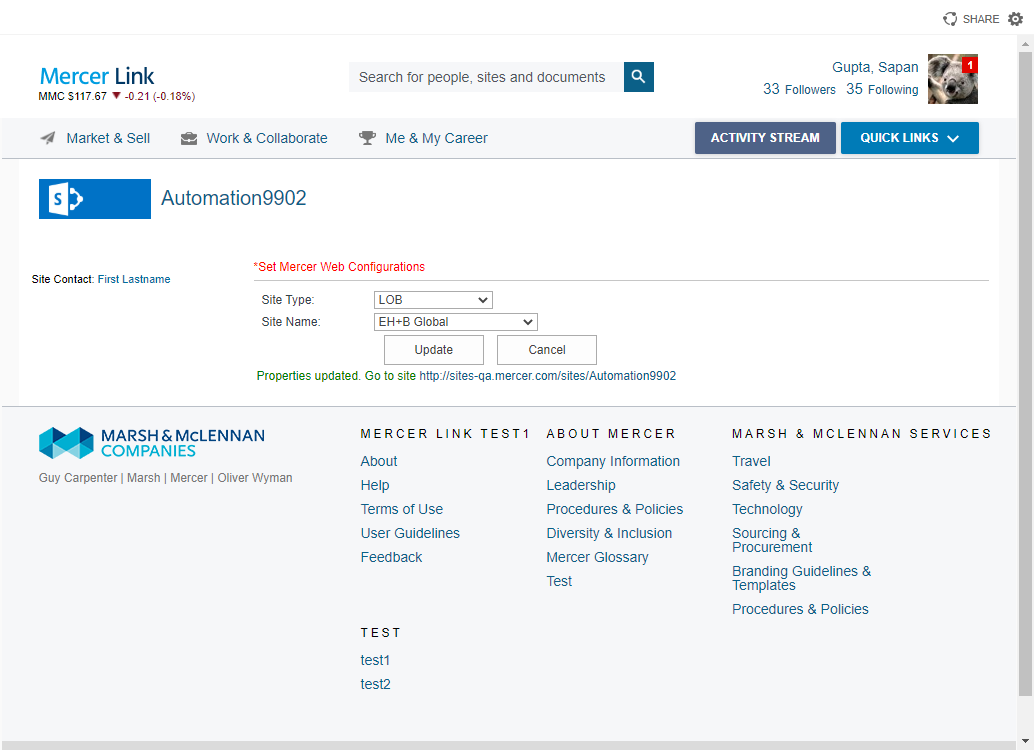 SHARE
Mercer Link
MMC $117.67 ▼ -0.21 (-0.18%)
Search for people, sites and documents
Gupta, Sapan
33 Followers 35 Following
1
Market & Sell
Work & Collaborate
Me & My Career
ACTIVITY STREAM
QUICK LINKS
S
Automation9902
Site Contact: First Lastname
*Set Mercer Web Configurations
Site Type: LOB
Site Name: EH+B Global
Update Cancel
Properties updated. Go to site http://sites-qa.mercer.com/sites/Automation9902
MARSH & McLENNAN
COMPANIES
Guy Carpenter | Marsh | Mercer | Oliver Wyman
MERCER LINK TEST1
About
Help
Terms of Use
User Guidelines
Feedback
ABOUT MERCER
Company Information
Leadership
Procedures & Policies
Diversity & Inclusion
Mercer Glossary
Test
MARSH & MCLENNAN SERVICES
Travel
Safety & Security
Technology
Sourcing &
Procurement
Branding Guidelines &
Templates
Procedures & Policies
TEST
test1
test2